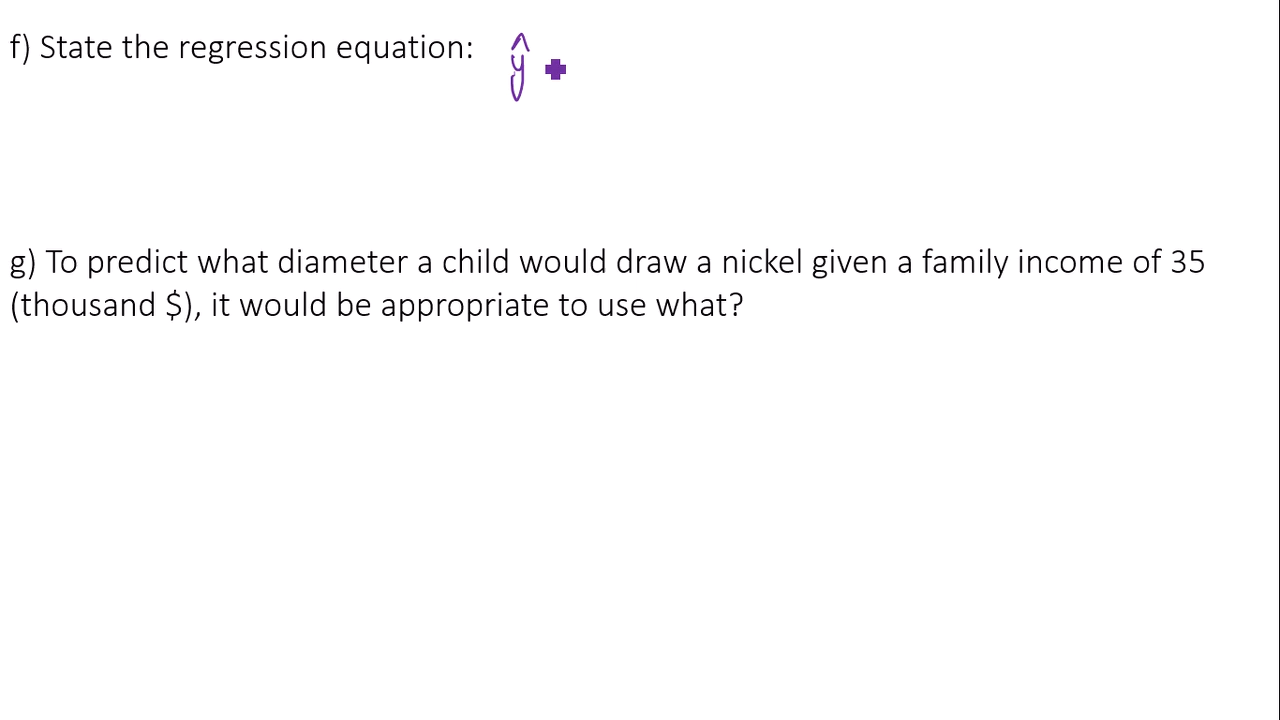 f) State the regression equation: ŷ
g) To predict what diameter a child would draw a nickel given a family income of 35
(thousand $), it would be appropriate to use what?